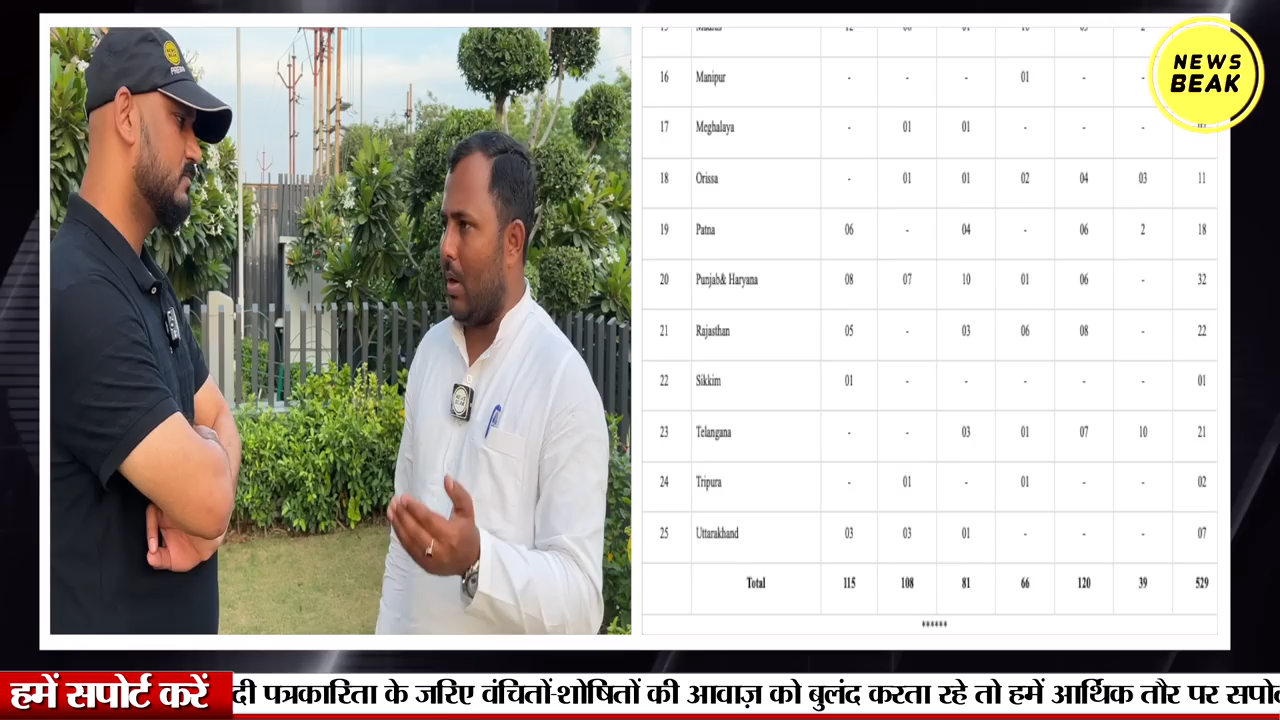 NEWS
BEAK
16 Manipur - - - 01 - -
17 Meghalaya - 01 01 - - -
18 Orissa - 01 01 02 04 03 11
19 Patna 06 - 04 - 06 2 18
20 Punjab& Haryana 08 07 10 01 06 - 32
21 Rajasthan 05 - 03 06 08 - 22
22 Sikkim 01 - - - - - 01
23 Telangana - - 03 01 07 10 21
24 Tripura - 01 - 01 - - 02
25 Uttarakhand 03 03 01 - - - 07
Total 115 108 81 66 120 39 529
******
NEWS
BEAK
हमें सपोर्ट करें
दी पत्रकारिता के जरिए वंचितों-शोषितों की आवाज़ को बुलंद करता रहे तो हमें आर्थिक तौर पर सपो